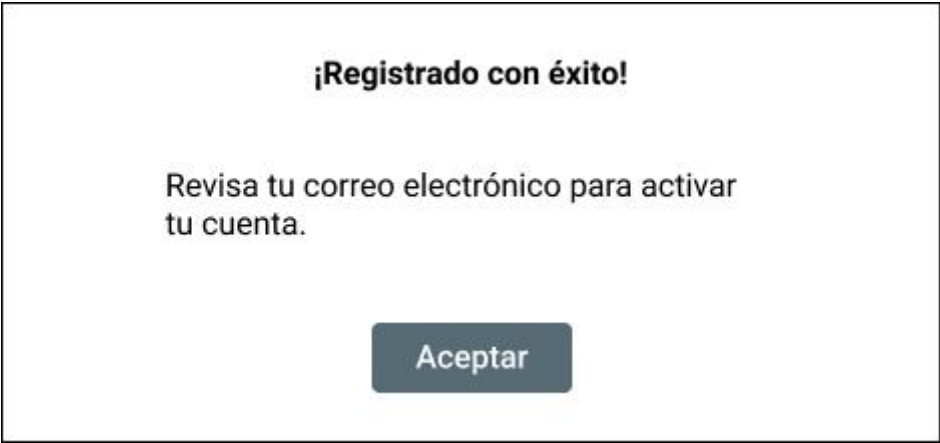 ¡Registrado con éxito!
Revisa tu correo electrónico para activar
tu cuenta.
Aceptar